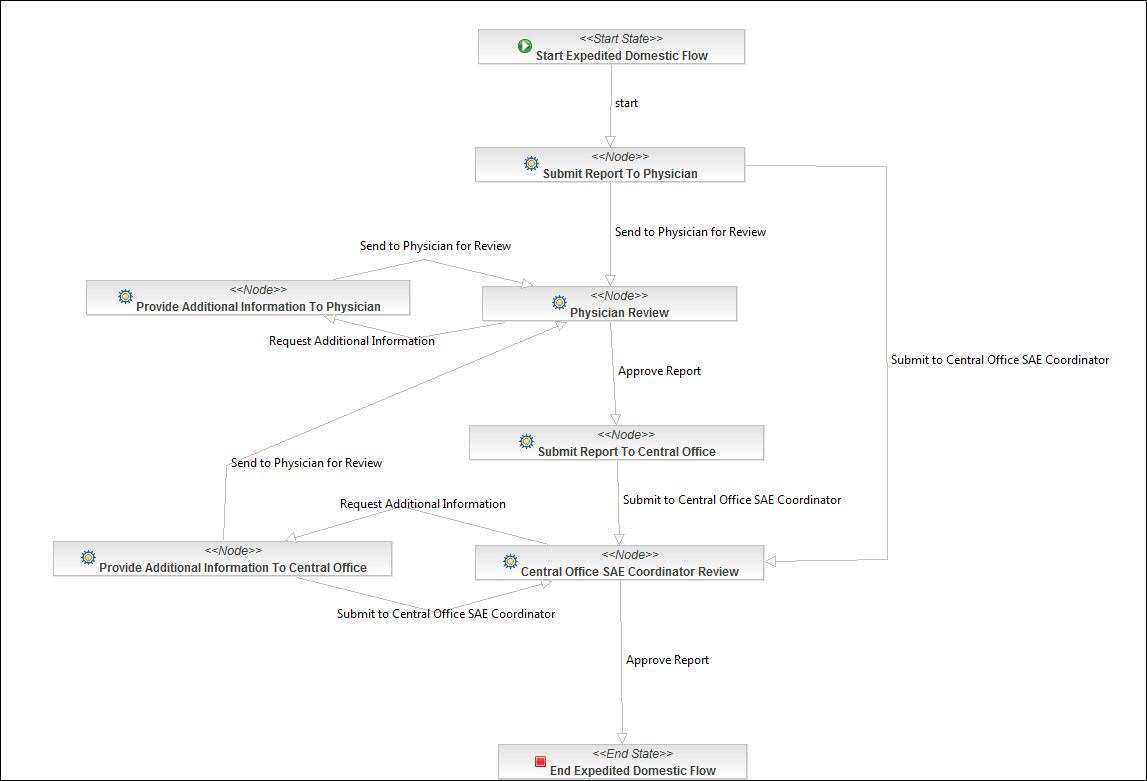 <<Start State>>
Start Expedited Domestic Flow
start
<<Node>>
Submit Report To Physician
Send to Physician for Review
Send to Physician for Review
<<Node>>
Provide Additional Information To Physician
<<Node>>
Physician Review
Request Additional Information
Submit to Central Office SAE Coordinator
Approve Report
<<Node>>
Submit Report To Central Office
Send to Physician for Review
Submit to Central Office SAE Coordinator
Request Additional Information
<<Node>>
Provide Additional Information To Central Office
<<Node>>
Central Office SAE Coordinator Review
Submit to Central Office SAE Coordinator
Approve Report
<<End State>>
End Expedited Domestic Flow